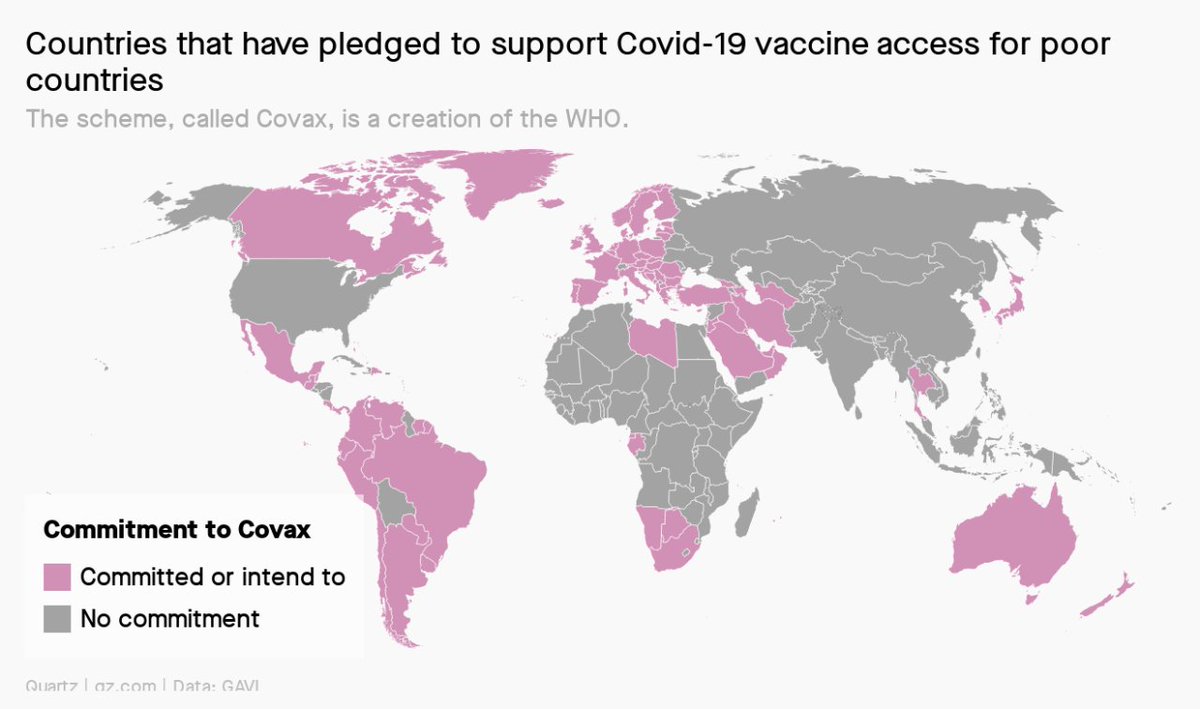 Countries that have pledged to support Covid-19 vaccine access for poor
countries
The scheme, called Covax, is a creation of the WHO.
Commitment to Covax
Committed or intend to
No commitment
Quartz | qz.com | Data: GAVI